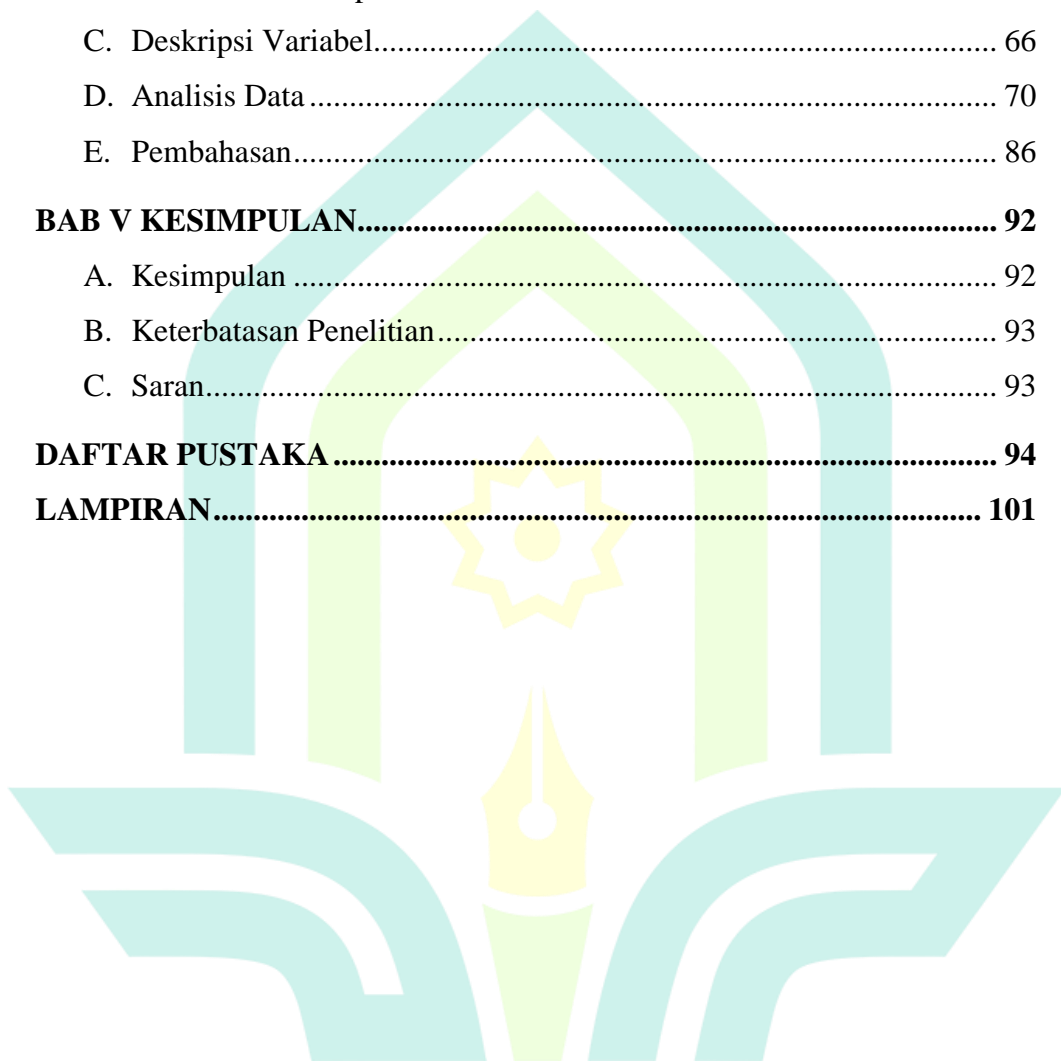 C. Deskripsi Variabel................................................................................ 66
D. Analisis Data ........................................................................................ 70
E. Pembahasan.......................................................................................... 86
BAB V KESIMPULAN................................................................................. 92
A. Kesimpulan .......................................................................................... 92
B. Keterbatasan Penelitian........................................................................ 93
C. Saran..................................................................................................... 93
DAFTAR PUSTAKA .................................................................................... 94
LAMPIRAN................................................................................................. 101